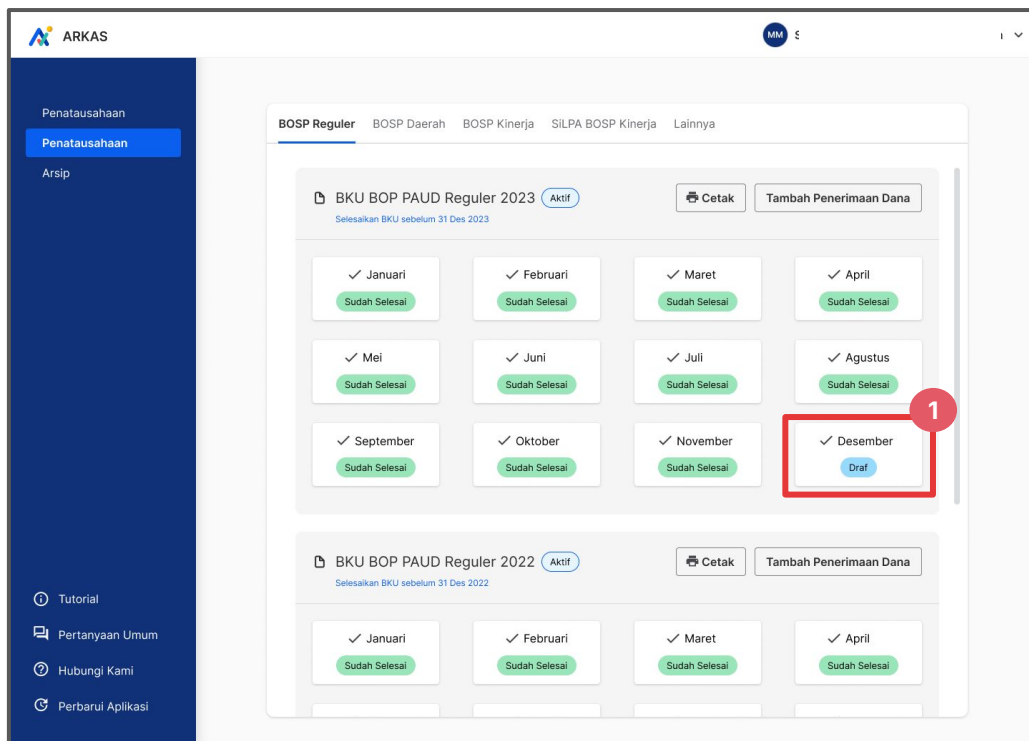 ARKAS
MM S
Penatausahaan
Penatausahaan
Arsip
BOSP Reguler BOSP Daerah BOSP Kinerja SiLPA BOSP Kinerja Lainnya
BKU BOP PAUD Reguler 2023 Aktif Cetak Tambah Penerimaan Dana
Selesaikan BKU sebelum 31 Des 2023
Januari Februari Maret April
Sudah Selesai Sudah Selesai Sudah Selesai Sudah Selesai
Mei Juni Juli Agustus
Sudah Selesai Sudah Selesai Sudah Selesai Sudah Selesai
1
September Oktober November Desember
Sudah Selesai Sudah Selesai Sudah Selesai Draf
BKU BOP PAUD Reguler 2022 Aktif Cetak Tambah Penerimaan Dana
Selesaikan BKU sebelum 31 Des 2022
Januari Februari Maret April
Sudah Selesai Sudah Selesai Sudah Selesai Sudah Selesai
Tutorial
Pertanyaan Umum
Hubungi Kami
Perbarui Aplikasi